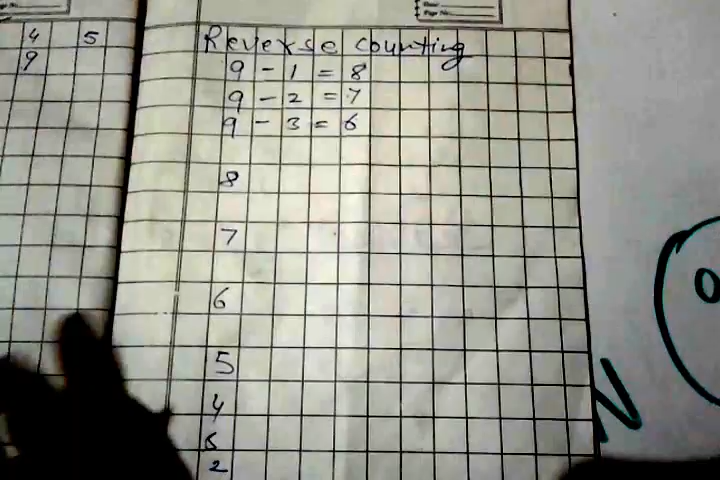 4 5
9
Reverse counting
9 - 1 = 8
9 - 2 = 7
9 - 3 = 6
8
7
6
5
4
3
2
N